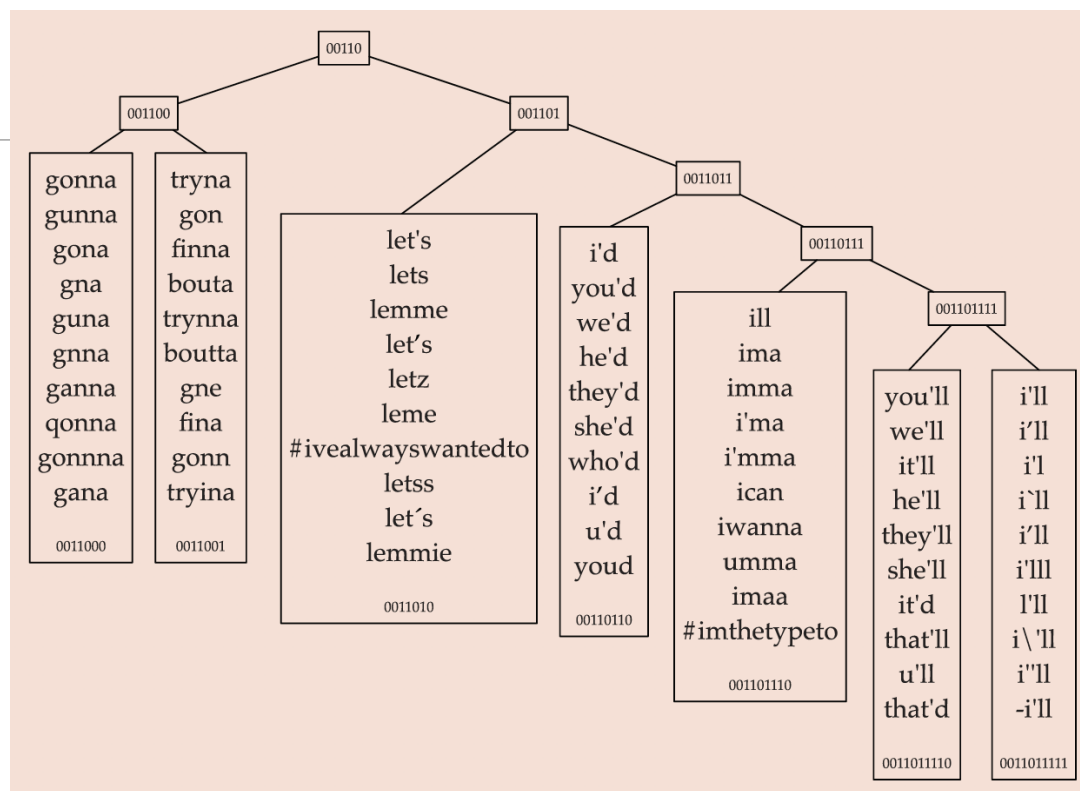 00110
001100
001101
0011011
00110111
001101111
gonna
gunna
gona
gna
guna
gnna
ganna
qonna
gonnna
gana
0011000
tryna
gon
finna
bouta
trynna
boutta
gne
fina
gonn
tryina
0011001
let's
lets
lemme
let’s
letz
leme
#ivealwayswantedto
letss
let´s
lemmie
0011010
i'd
you'd
we'd
he'd
they'd
she'd
who'd
i’d
u'd
youd
00110110
ill
ima
imma
i'ma
i'mma
ican
iwanna
umma
imaa
#imthetypeto
001101110
you'll
we'll
it'll
he'll
they'll
she'll
it'd
that'll
u'll
that'd
0011011110
i'll
i’ll
i'l
i`ll
i’ll
i'lll
l'll
i\'ll
i''ll
-i'll
0011011111